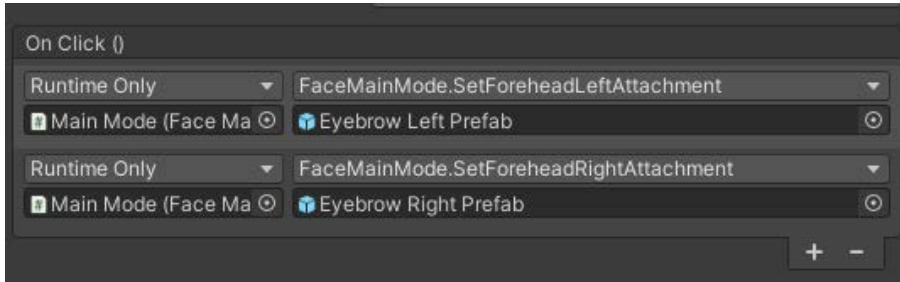 On Click ()
Runtime Only FaceMainMode.SetForeheadLeftAttachment
Main Mode (Face Ma Eyebrow Left Prefab
Runtime Only FaceMainMode.SetForeheadRightAttachment
Main Mode (Face Ma Eyebrow Right Prefab
+ -